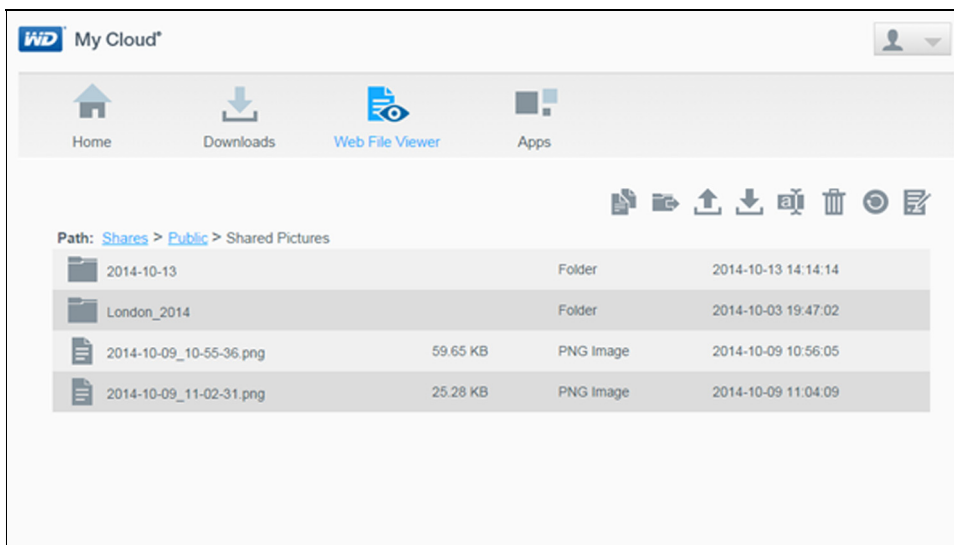 WD My Cloud®
Home Downloads Web File Viewer Apps
Path: Shares > Public > Shared Pictures
2014-10-13 Folder 2014-10-13 14:14:14
London_2014 Folder 2014-10-03 19:47:02
2014-10-09_10-55-36.png 59.65 KB PNG Image 2014-10-09 10:56:05
2014-10-09_11-02-31.png 25.28 KB PNG Image 2014-10-09 11:04:09